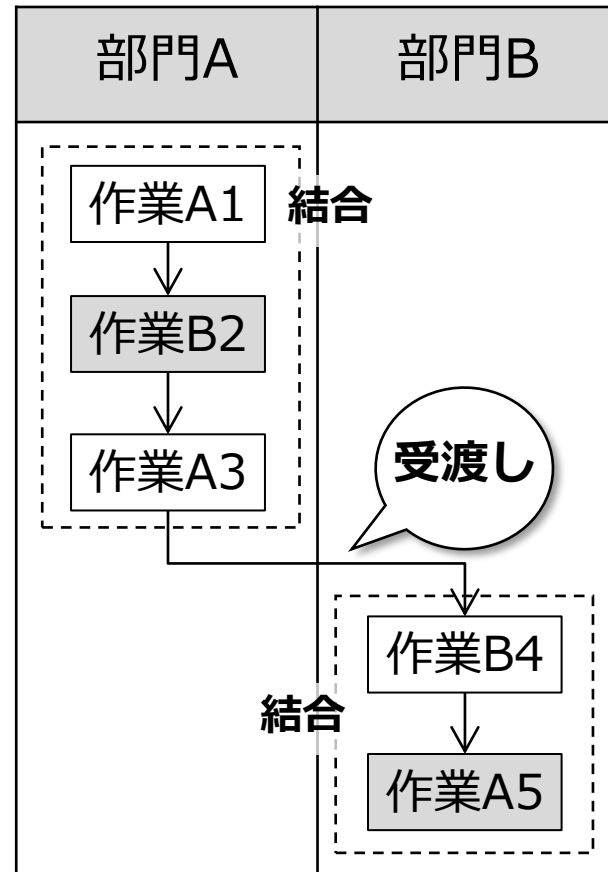 部門A
部門B
作業A1
結合
作業B2
作業A3
受渡し
作業B4
結合
作業A5